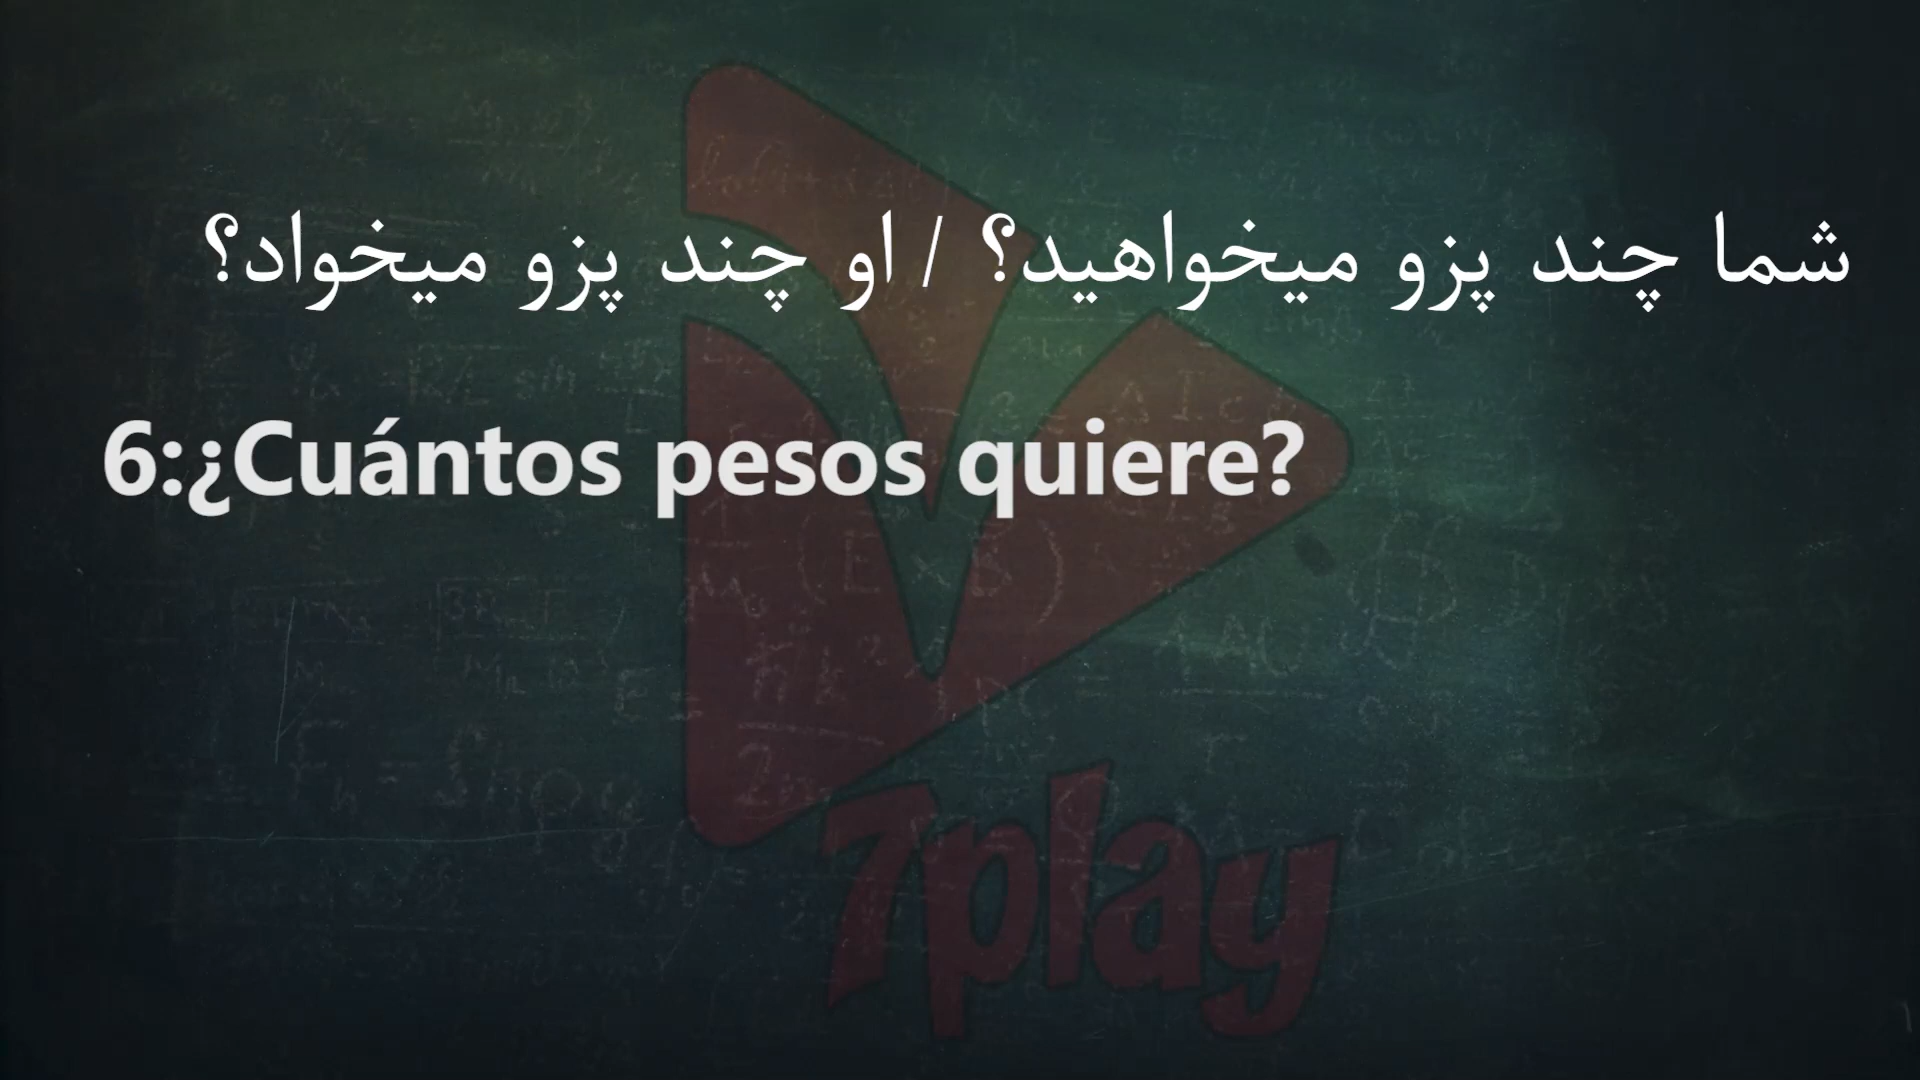 شما چند پزو میخواهید؟ / او چند پزو میخواد؟
6:¿Cuántos pesos quiere?
7play